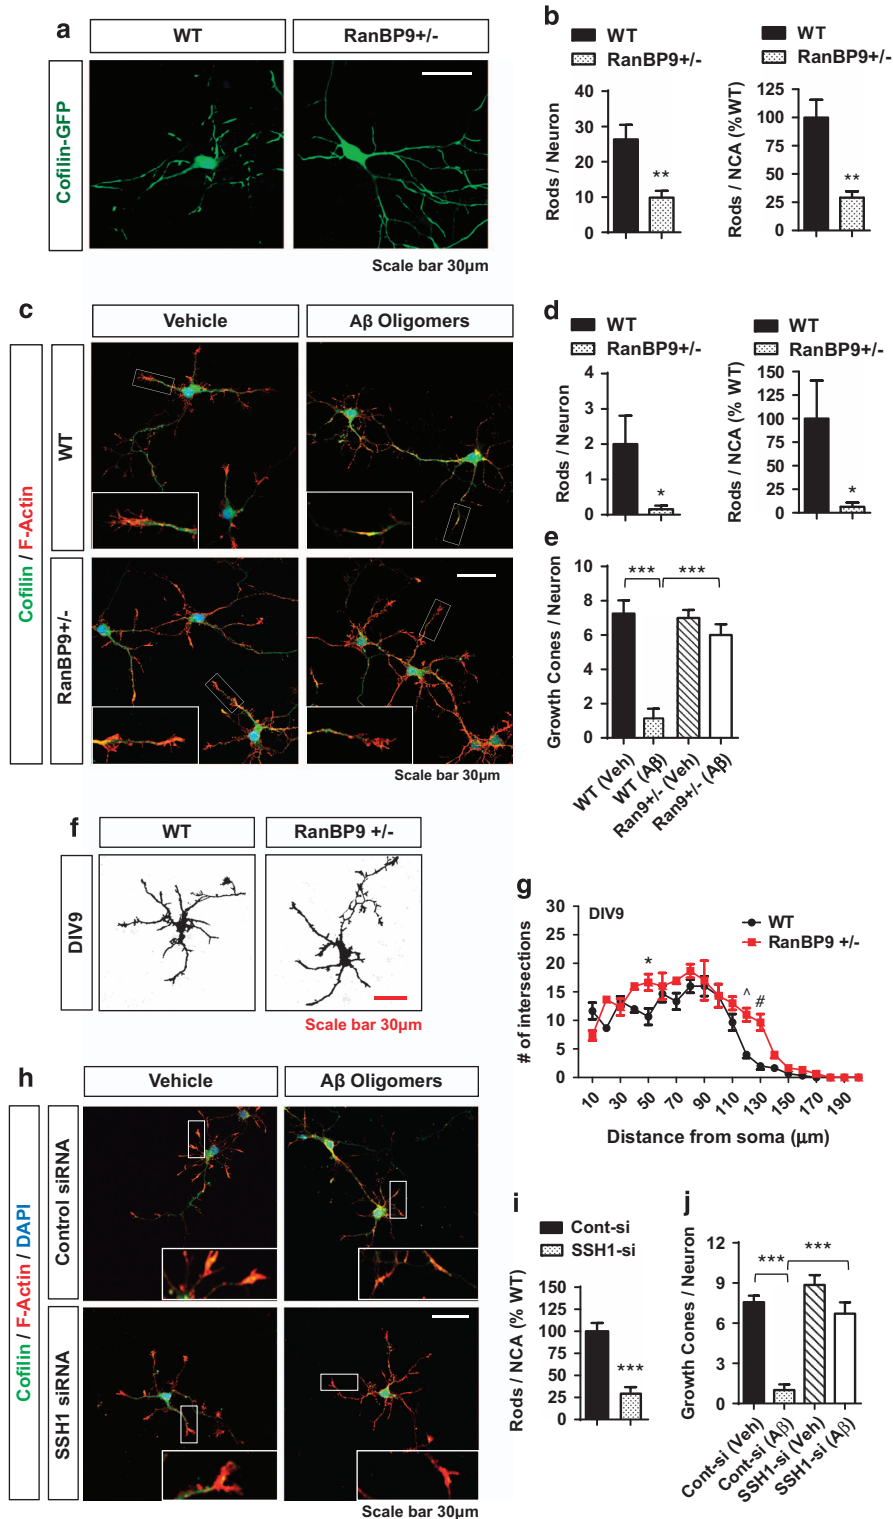 a
WT
RanBP9+/-
Cofilin-GFP
Scale bar 30µm
b
WT
RanBP9+/-
WT
RanBP9+/-
Rods / Neuron
40
30
20
10
0
**
Rods / NCA (%WT)
125
100
75
50
25
0
**
c
Vehicle
Aβ Oligomers
Cofilin / F-Actin
WT
RanBP9+/-
Scale bar 30µm
d
WT
RanBP9+/-
WT
RanBP9+/-
Rods / Neuron
4
3
2
1
0
*
Rods / NCA (% WT)
150
125
100
75
50
25
0
*
e
Growth Cones / Neuron
10
8
6
4
2
0
***
***
WT (Veh)
WT (Aβ)
Ran9+/- (Veh)
Ran9+/- (Aβ)
f
WT
RanBP9 +/-
DIV9
Scale bar 30µm
g
DIV9
WT
RanBP9 +/-
# of intersections
30
25
20
15
10
5
0
*
^
#
10
30
50
70
90
110
130
150
170
190
Distance from soma (µm)
h
Vehicle
Aβ Oligomers
Cofilin / F-Actin / DAPI
Control siRNA
SSH1 siRNA
Scale bar 30µm
i
Cont-si
SSH1-si
Rods / NCA (% WT)
150
125
100
75
50
25
0
***
j
Growth Cones / Neuron
12
9
6
3
0
***
***
Cont-si (Veh)
Cont-si (Aβ)
SSH1-si (Veh)
SSH1-si (Aβ)